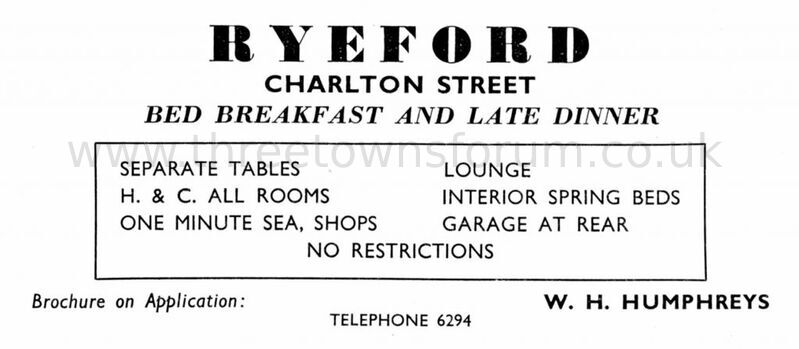 RYEFORD
CHARLTON STREET
BED BREAKFAST AND LATE DINNER
www.threetownsforum.co.uk
SEPARATE TABLES
H. & C. ALL ROOMS
ONE MINUTE SEA, SHOPS
LOUNGE
INTERIOR SPRING BEDS
GARAGE AT REAR
NO RESTRICTIONS
Brochure on Application:
W. H. HUMPHREYS
TELEPHONE 6294